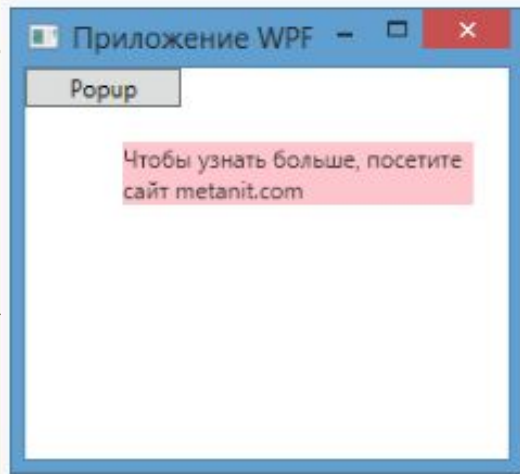 Приложение WPF
Popup
Чтобы узнать больше, посетите
сайт metanit.com